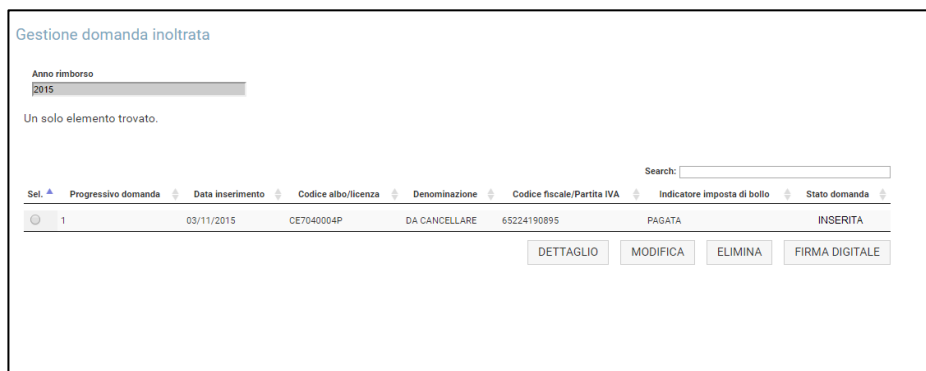 Gestione domanda inoltrata
Anno rimborso
2015
Un solo elemento trovato.
Search:
Sel. Progressivo domanda Data inserimento Codice albo/licenza Denominazione Codice fiscale/Partita IVA Indicatore imposta di bollo Stato domanda
1 03/11/2015 CE7040004P DA CANCELLARE 65224190895 PAGATA INSERITA
DETTAGLIO MODIFICA ELIMINA FIRMA DIGITALE